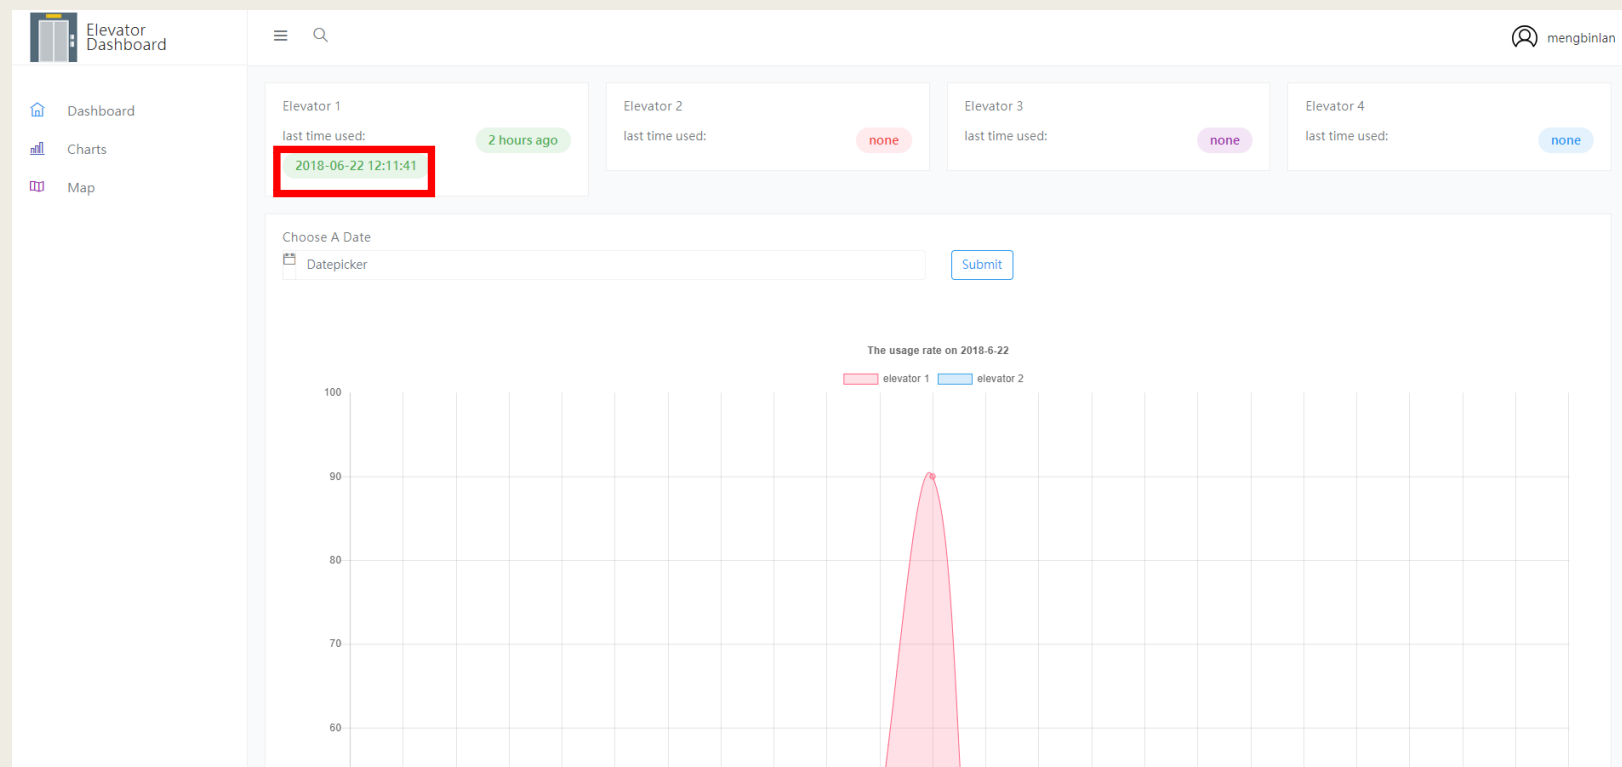 Elevator
Dashboard
mengbinlan
Dashboard
Charts
Map
Elevator 1
last time used:
2 hours ago
2018-06-22 12:11:41
Elevator 2
last time used:
none
Elevator 3
last time used:
none
Elevator 4
last time used:
none
Choose A Date
Datepicker
Submit
The usage rate on 2018-6-22
elevator 1 elevator 2
100
90
80
70
60